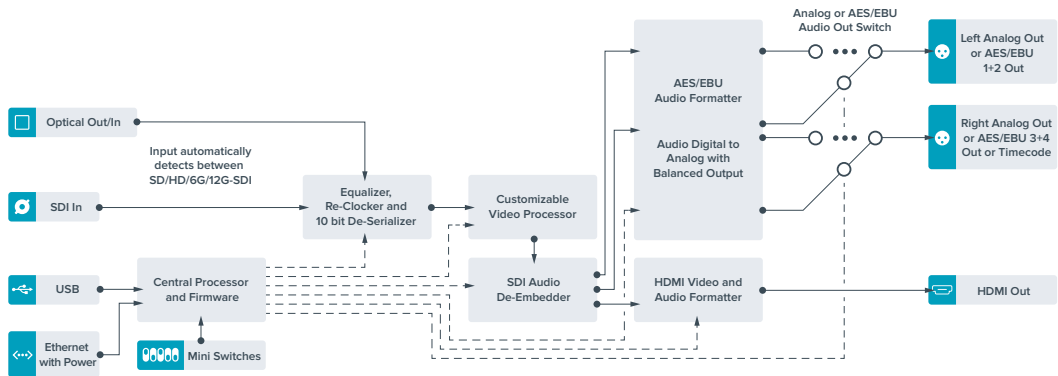 Analog or AES/EBU
Audio Out Switch
Left Analog Out
or AES/EBU
1+2 Out
AES/EBU
Audio Formatter
Optical Out/In
Right Analog Out
or AES/EBU 3+4
Out or Timecode
Audio Digital to
Analog with
Balanced Output
Input automatically
detects between
SD/HD/6G/12G-SDI
Equalizer,
Re-Clocker and
10 bit De-Serializer
Customizable
Video Processor
SDI In
USB
Central Processor
and Firmware
SDI Audio
De-Embedder
HDMI Video and
Audio Formatter
HDMI Out
Ethernet
with Power
Mini Switches